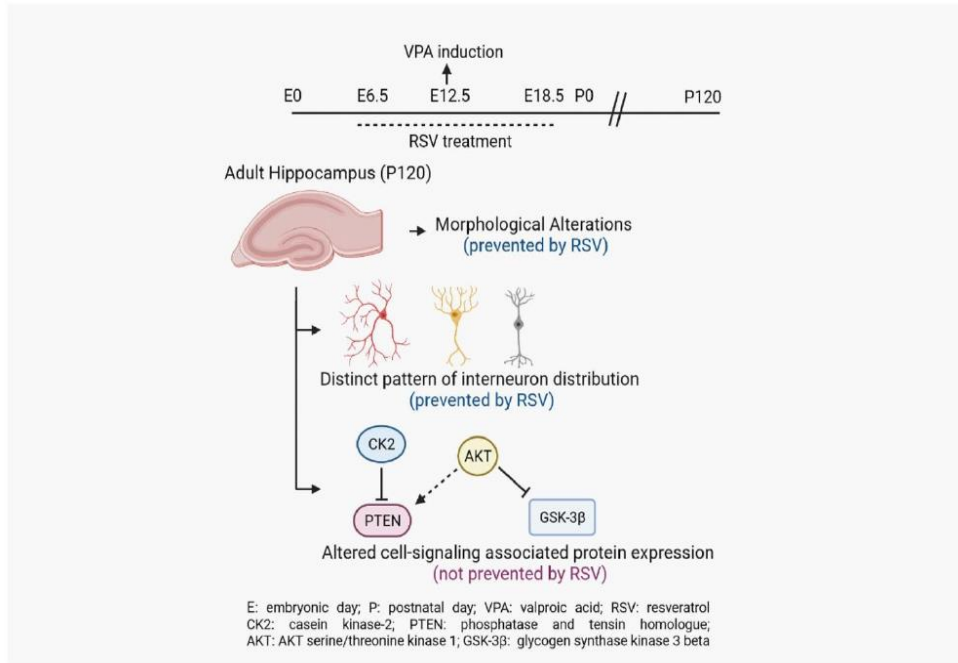 VPA induction
E0 E6.5 E12.5 E18.5 P0 P120
RSV treatment
Adult Hippocampus (P120)
Morphological Alterations
(prevented by RSV)
Distinct pattern of interneuron distribution
(prevented by RSV)
CK2
AKT
PTEN
GSK-3β
Altered cell-signaling associated protein expression
(not prevented by RSV)
E: embryonic day; P: postnatal day; VPA: valproic acid; RSV: resveratrol
CK2: casein kinase-2; PTEN: phosphatase and tensin homologue;
AKT: AKT serine/threonine kinase 1; GSK-3β: glycogen synthase kinase 3 beta